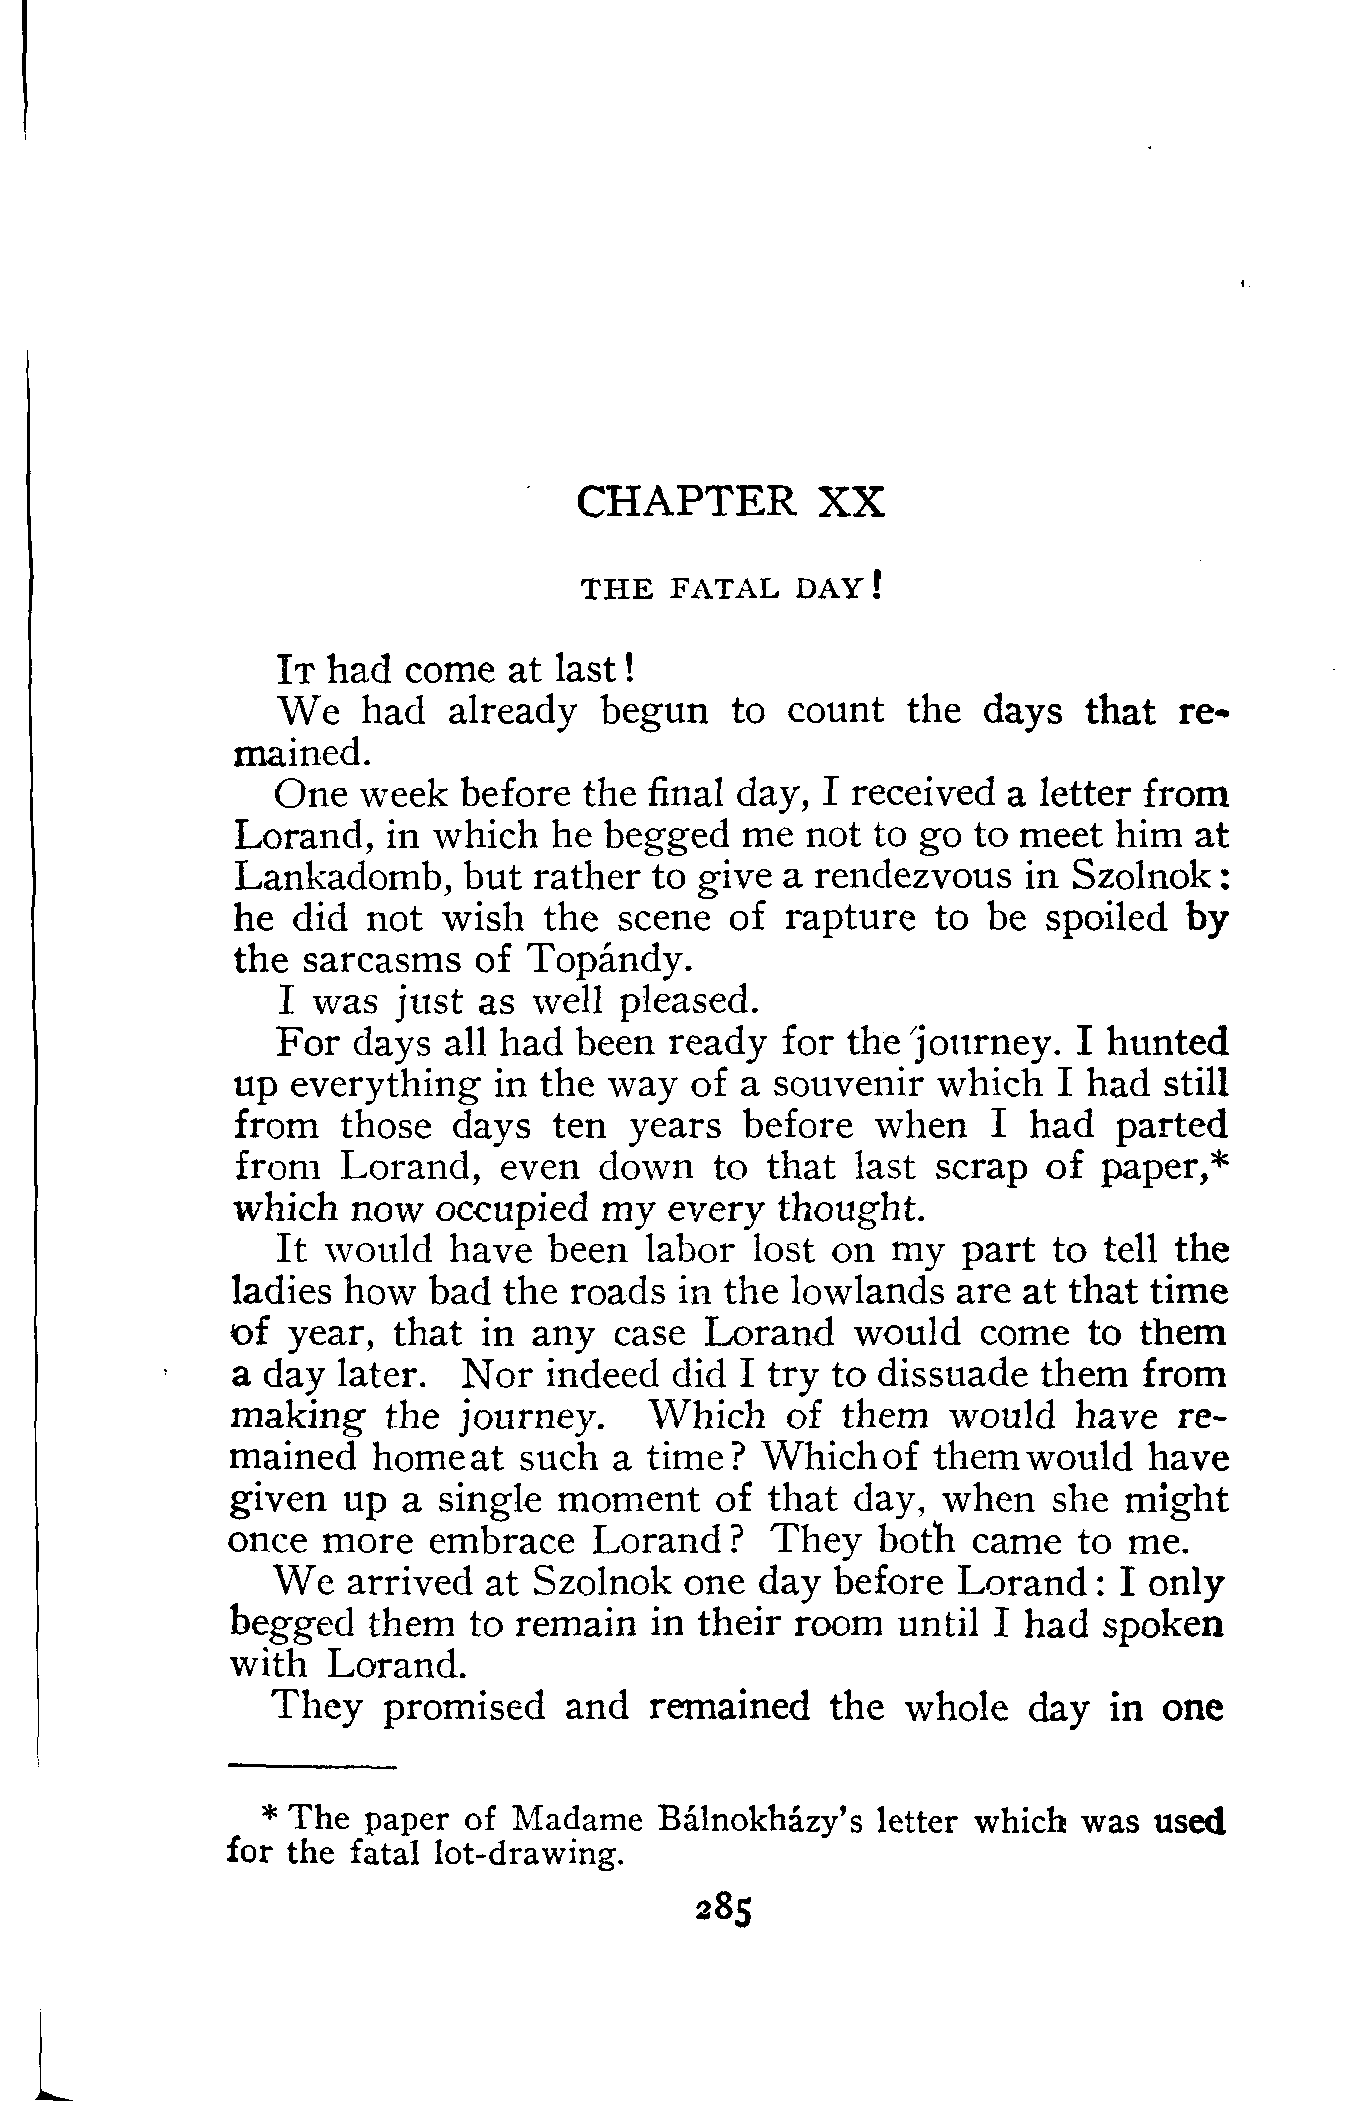 CHAPTER XX
THE FATAL DAY!
IT had come at last!
We had already begun to count the days that re-
mained.
One week before the final day, I received a letter from
Lorand, in which he begged me not to go to meet him at
Lankadomb, but rather to give a rendezvous in Szolnok:
he did not wish the scene of rapture to be spoiled by
the sarcasms of Topándy.
I was just as well pleased.
For days all had been ready for the journey. I hunted
up everything in the way of a souvenir which I had still
from those days ten years before when I had parted
from Lorand, even down to that last scrap of paper,*
which now occupied my every thought.
It would have been labor lost on my part to tell the
ladies how bad the roads in the lowlands are at that time
of year, that in any case Lorand would come to them
a day later. Nor indeed did I try to dissuade them from
making the journey. Which of them would have re-
mained home at such a time? Which of them would have
given up a single moment of that day, when she might
once more embrace Lorand? They both came to me.
We arrived at Szolnok one day before Lorand: I only
begged them to remain in their room until I had spoken
with Lorand.
They promised and remained the whole day in one
* The paper of Madame Bálnokházy's letter which was used
for the fatal lot-drawing.
285